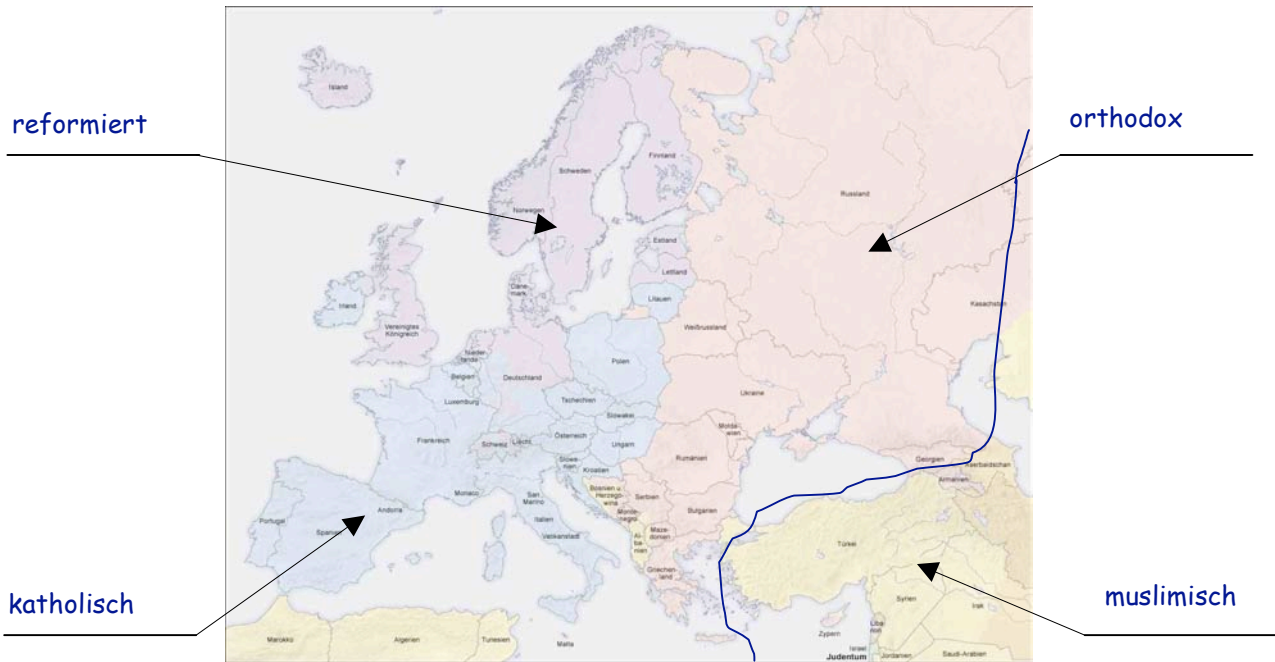 reformiert
orthodox
katholisch
muslimisch
Island
Finnland
Schweden
Norwegen
Russland
Estland
Lettland
Litauen
Däne-
mark
Irland
Vereinigtes
Königreich
Kasachstan
Weißrussland
Nieder-
lande
Belgien
Deutschland
Polen
Luxemburg
Tschechien
Ukraine
Slowakei
Frankreich
Schweiz
Liecht.
Österreich
Ungarn
Molda-
wien
Slowe-
nien
Kroatien
Rumänien
Georgien
Aserbaidschan
Armenien
Monaco
San
Marino
Bosnien u.
Herzego-
wina
Serbien
Andorra
Portugal
Spanien
Italien
Vatikanstadt
Monte-
negro
Bulgarien
Maze-
donien
Al-
ba-
nien
Türkei
Griechen-
land
Syrien
Irak
Marokko
Algerien
Tunesien
Malta
Zypern
Liba-
non
Israel
Judentum
Jordanien
Saudi-Arabien